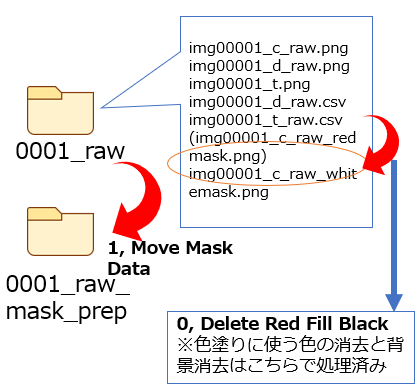 img00001_c_raw.png
img00001_d_raw.png
img00001_t.png
img00001_d_raw.csv
img00001_t_raw.csv
(img00001_c_raw_red
mask.png)
img00001_c_raw_whit
emask.png
0001_raw
1, Move Mask
Data
0001_raw_
mask_prep
0, Delete Red Fill Black
※色塗りに使う色の消去と背
景消去はこちらで処理済み